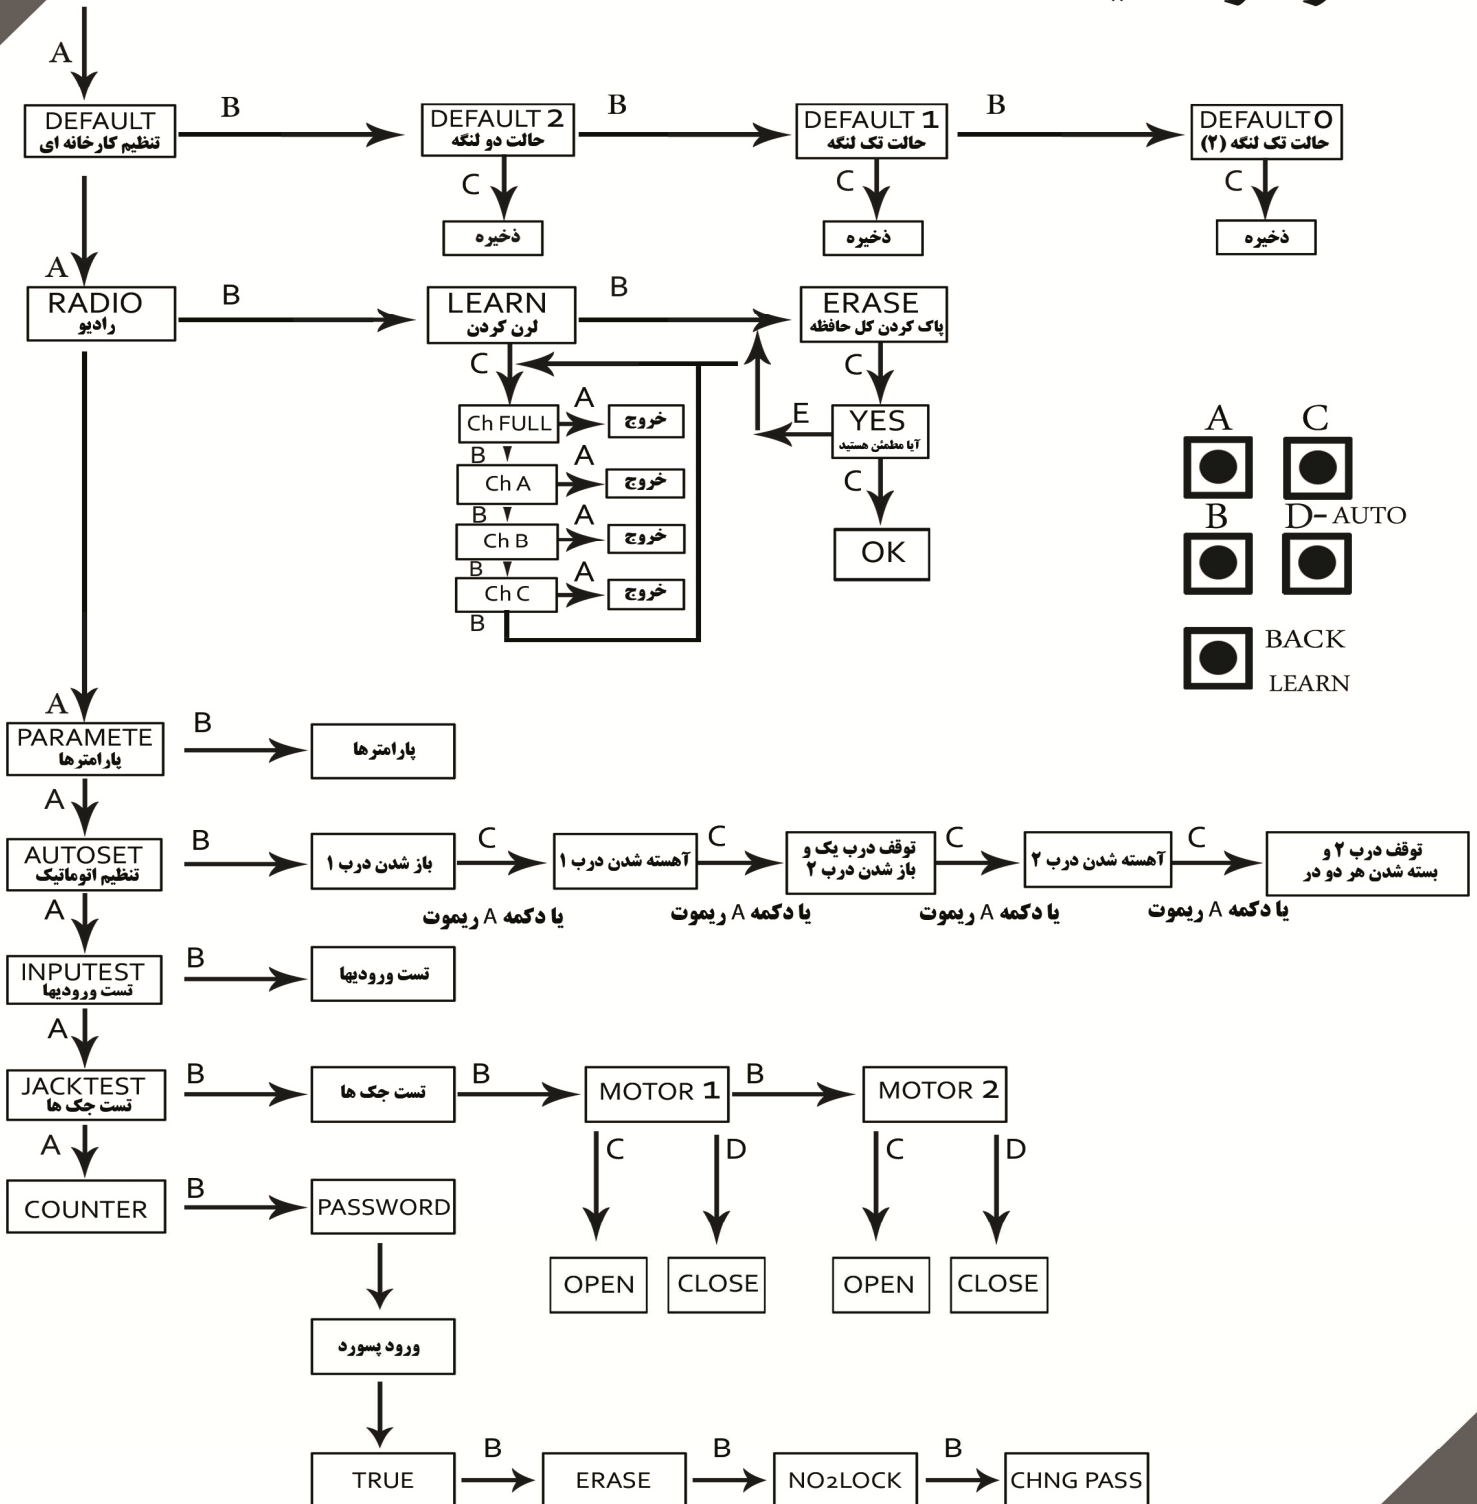 A
DEFAULT
تنظیم کارخانه ای
B
DEFAULT 2
حالت دو لنگه
B
DEFAULT 1
حالت تک لنگه
B
DEFAULT 0
حالت تک لنگه (۲)
C
C
C
ذخیره
ذخیره
ذخیره
A
RADIO
رادیو
B
LEARN
لرن کردن
B
ERASE
پاک کردن کل حافظه
C
C
Ch FULL
A
خروج
E
YES
آیا مطمئن هستید
B
Ch A
A
خروج
C
B
Ch B
A
خروج
OK
B
Ch C
A
خروج
B
A
C
B
D- AUTO
BACK
LEARN
A
PARAMETE
پارامترها
B
پارامترها
A
AUTOSET
تنظیم اتوماتیک
B
باز شدن درب ۱
C
آهسته شدن درب ۱
C
توقف درب یک و
باز شدن درب ۲
C
آهسته شدن درب ۲
C
توقف درب ۲ و
بسته شدن هر دو در
یا دکمه A ریموت
یا دکمه A ریموت
یا دکمه A ریموت
یا دکمه A ریموت
A
INPUTEST
تست ورودیها
B
تست ورودیها
A
JACKTEST
تست جک ها
B
تست جک ها
B
MOTOR 1
B
MOTOR 2
C
D
C
D
OPEN
CLOSE
OPEN
CLOSE
A
COUNTER
B
PASSWORD
ورود پسورد
TRUE
B
ERASE
B
NO2LOCK
B
CHNG PASS